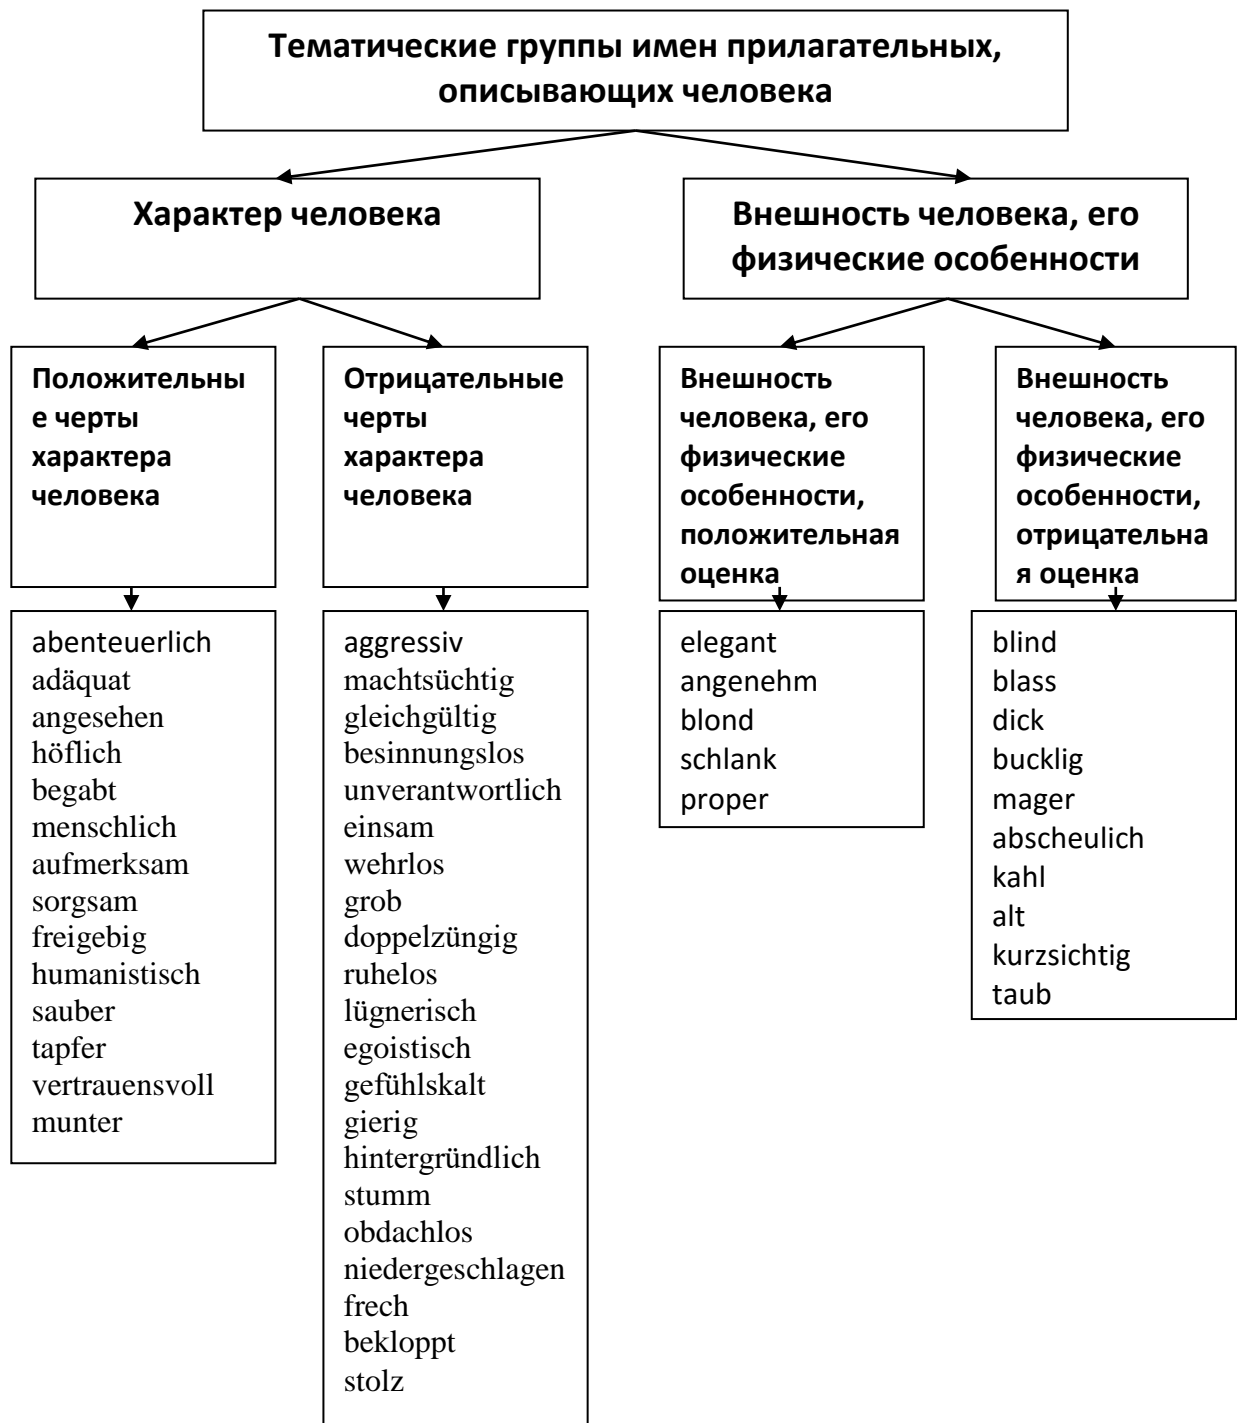 Тематические группы имен прилагательных,
описывающих человека
Характер человека
Внешность человека, его
физические особенности
Положительны
е черты
характера
человека
Отрицательные
черты
характера
человека
Внешность
человека, его
физические
особенности,
положительная
оценка
Внешность
человека, его
физические
особенности,
отрицательна
я оценка
abenteuerlich
adäquat
angesehen
höflich
begabt
menschlich
aufmerksam
sorgsam
freigebig
humanistisch
sauber
tapfer
vertrauensvoll
munter
aggressiv
machtsüchtig
gleichgültig
besinnungslos
unverantwortlich
einsam
wehrlos
grob
doppelzüngig
ruhelos
lügnerisch
egoistisch
gefühlskalt
gierig
hintergründlich
stumm
obdachlos
niedergeschlagen
frech
bekloppt
stolz
elegant
angenehm
blond
schlank
proper
blind
blass
dick
bucklig
mager
abscheulich
kahl
alt
kurzsichtig
taub